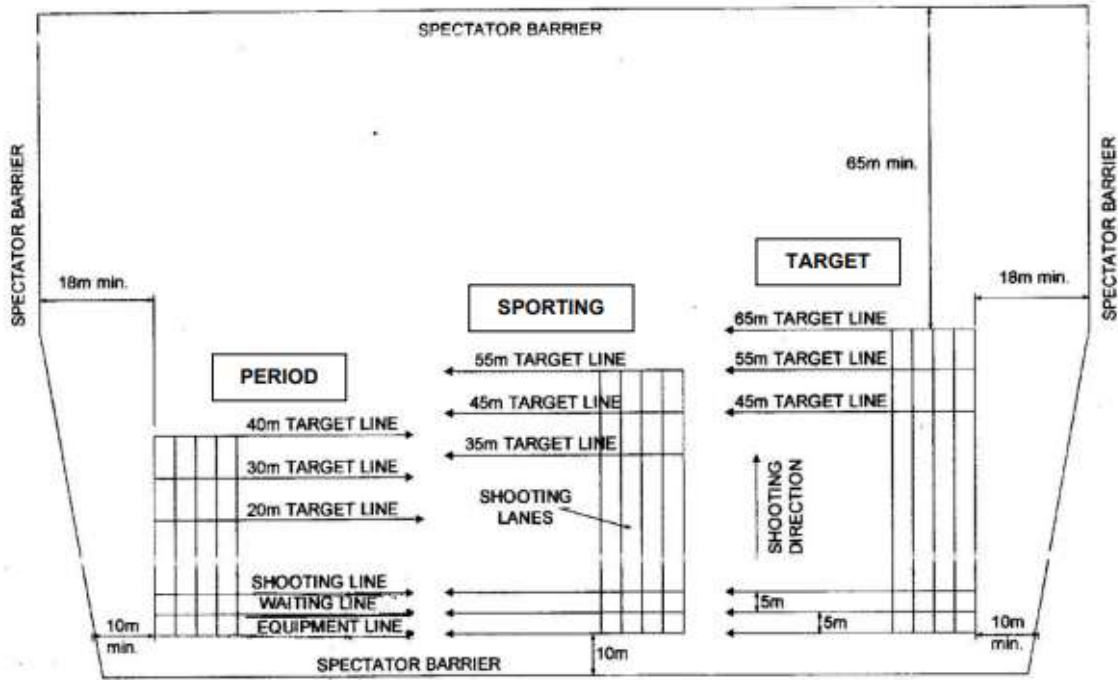 SPECTATOR BARRIER
SPECTATOR BARRIER
SPECTATOR BARRIER
65m min.
TARGET
18m min.
18m min.
SPORTING
65m TARGET LINE
PERIOD
55m TARGET LINE
55m TARGET LINE
45m TARGET LINE
45m TARGET LINE
40m TARGET LINE
35m TARGET LINE
30m TARGET LINE
SHOOTING
LANES
SHOOTING
DIRECTION
20m TARGET LINE
SHOOTING LINE
WAITING LINE
5m
EQUIPMENT LINE
5m
10m
min.
10m
min.
10m
SPECTATOR BARRIER